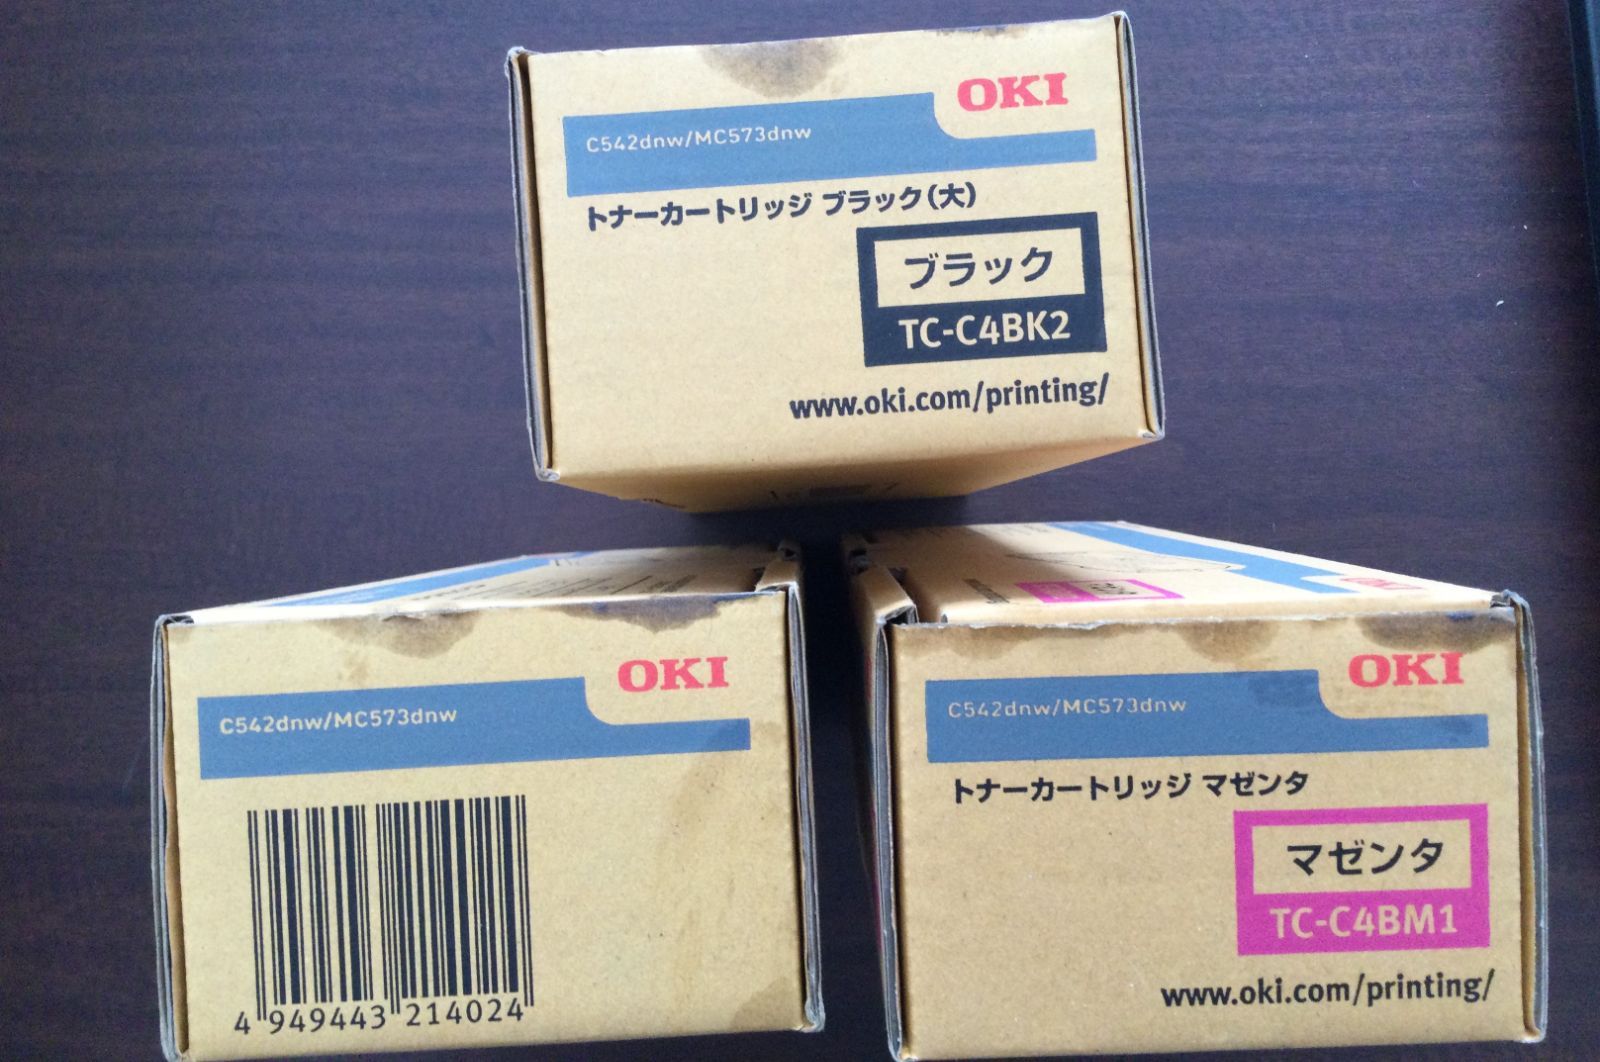 OKI
C542dnw/MC573dnw
トナーカートリッジ ブラック(大)
ブラック
TC-C4BK2
www.oki.com/printing/
OKI
C542dnw/MC573dnw
4 949443 214024
OKI
C542dnw/MC573dnw
トナーカートリッジ マゼンタ
マゼンタ
TC-C4BM1
www.oki.com/printing/